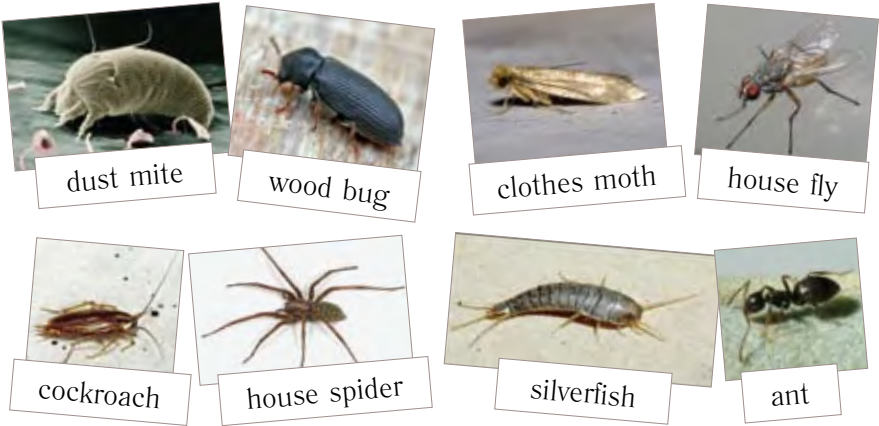 dust mite
wood bug
clothes moth
house fly
cockroach
house spider
silverfish
ant